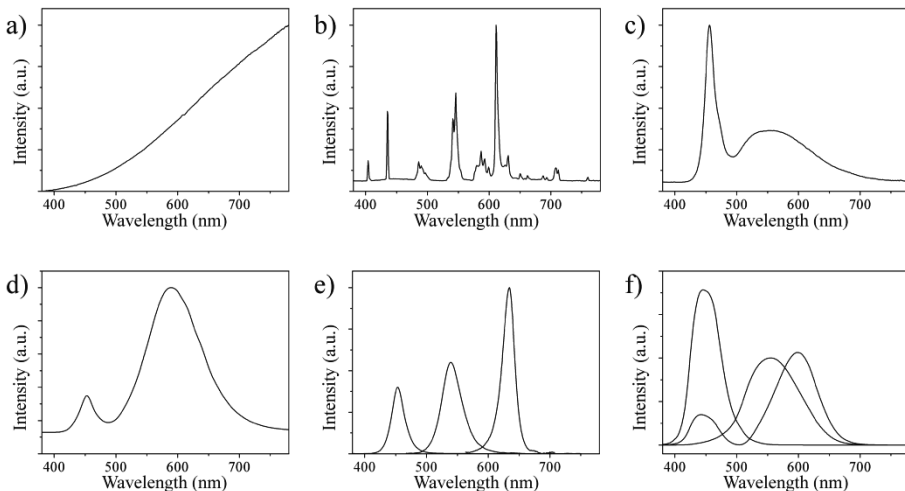 a)
Intensity (a.u.)
400 500 600 700
Wavelength (nm)
b)
Intensity (a.u.)
400 500 600 700
Wavelength (nm)
c)
Intensity (a.u.)
400 500 600 700
Wavelength (nm)
d)
Intensity (a.u.)
400 500 600 700
Wavelength (nm)
e)
Intensity (a.u.)
400 500 600 700
Wavelength (nm)
f)
Intensity (a.u.)
400 500 600 700
Wavelength (nm)